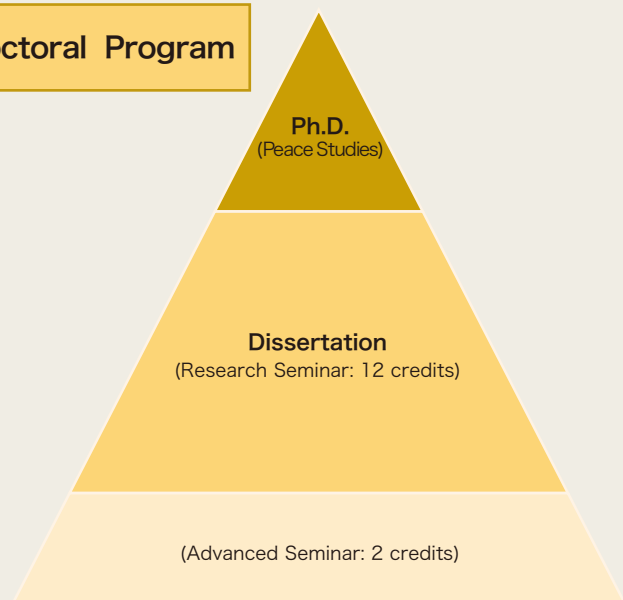 ctoral Program
Ph.D.
(Peace Studies)
Dissertation
(Research Seminar: 12 credits)
(Advanced Seminar: 2 credits)